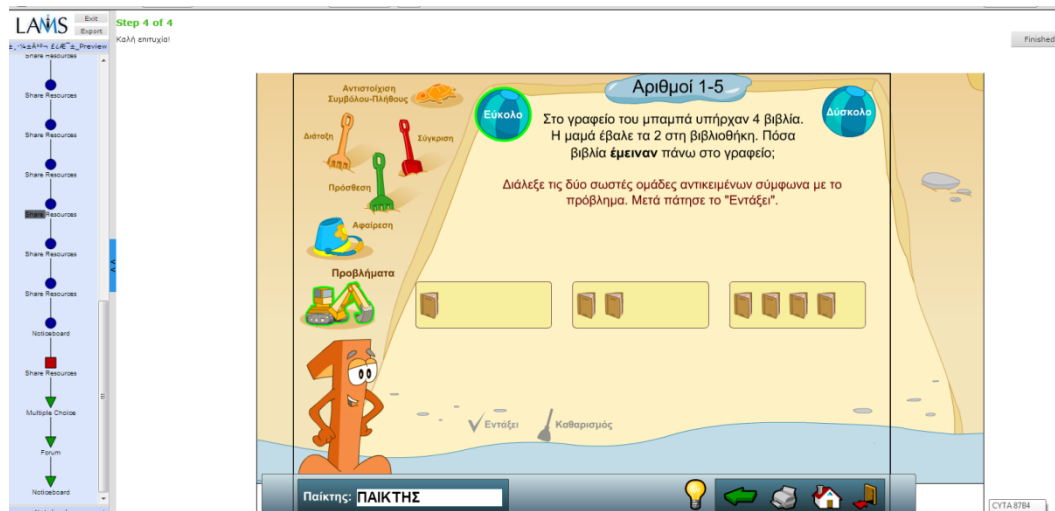 LAMS
Exit
Export
Preview
Share Resources
Share Resources
Share Resources
Share Resources
Share Resources
Share Resources
Share Resources
Noticeboard
Share Resources
Multiple Choice
Forum
Noticeboard
Step 4 of 4
Καλή επιτυχία!
Finished
Αντιστοίχιση
Συμβόλου-Πλήθους
Διάταξη
Σύγκριση
Πρόσθεση
Αφαίρεση
Προβλήματα
Αριθμοί 1-5
Εύκολο
Δύσκολο
Στο γραφείο του μπαμπά υπήρχαν 4 βιβλία.
Η μαμά έβαλε τα 2 στη βιβλιοθήκη. Πόσα
βιβλία έμειναν πάνω στο γραφείο;
Διάλεξε τις δύο σωστές ομάδες αντικειμένων σύμφωνα με το
πρόβλημα. Μετά πάτησε το "Εντάξει".
Εντάξει
Καθαρισμός
Παίκτης: ΠΑΙΚΤΗΣ
CYTA 87B4